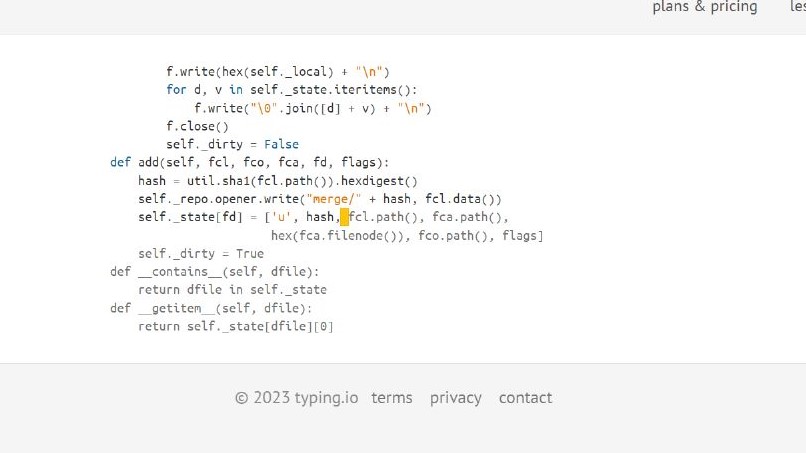 plans & pricing les
f.write(hex(self._local) + "\n")
for d, v in self._state.iteritems():
f.write("\0".join([d] + v) + "\n")
f.close()
self._dirty = False
def add(self, fcl, fco, fca, fd, flags):
hash = util.sha1(fcl.path()).hexdigest()
self._repo.opener.write("merge/" + hash, fcl.data())
self._state[fd] = ['u', hash, fcl.path(), fca.path(),
hex(fca.filenode()), fco.path(), flags]
self._dirty = True
def __contains__(self, dfile):
return dfile in self._state
def __getitem__(self, dfile):
return self._state[dfile][0]
© 2023 typing.io terms privacy contact